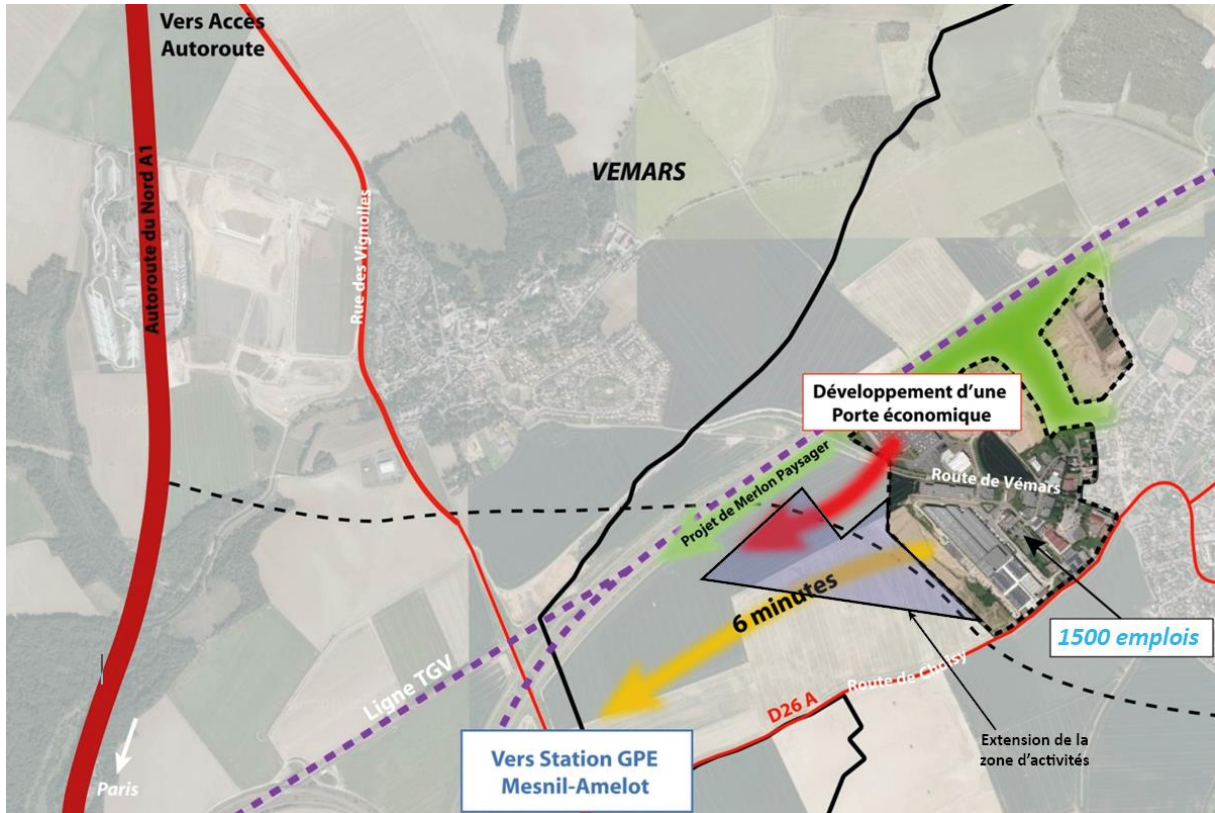 Vers Accès
Autoroute
Autoroute du Nord A1
Rue des Vignolles
VEMARS
Développement d'une
Porte économique
Projet de Merlon Paysager
Route de Vémars
6 minutes
1500 emplois
Ligne TGV
Route de Choisy
D26 A
Extension de la
zone d'activités
Vers Station GPE
Mesnil-Amelot
Paris